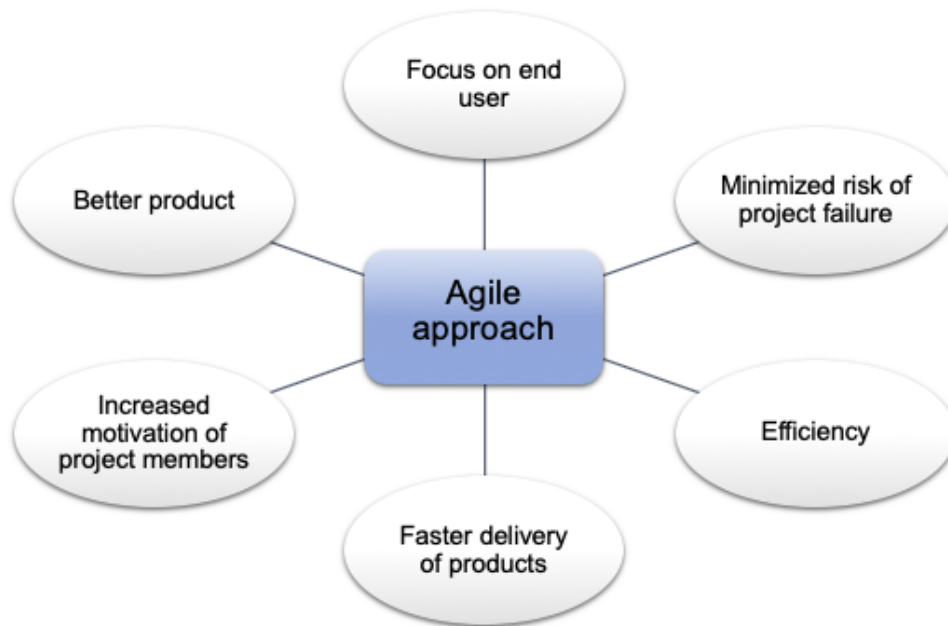 Focus on end
user
Better product
Minimized risk of
project failure
Agile
approach
Increased
motivation of
project members
Efficiency
Faster delivery
of products